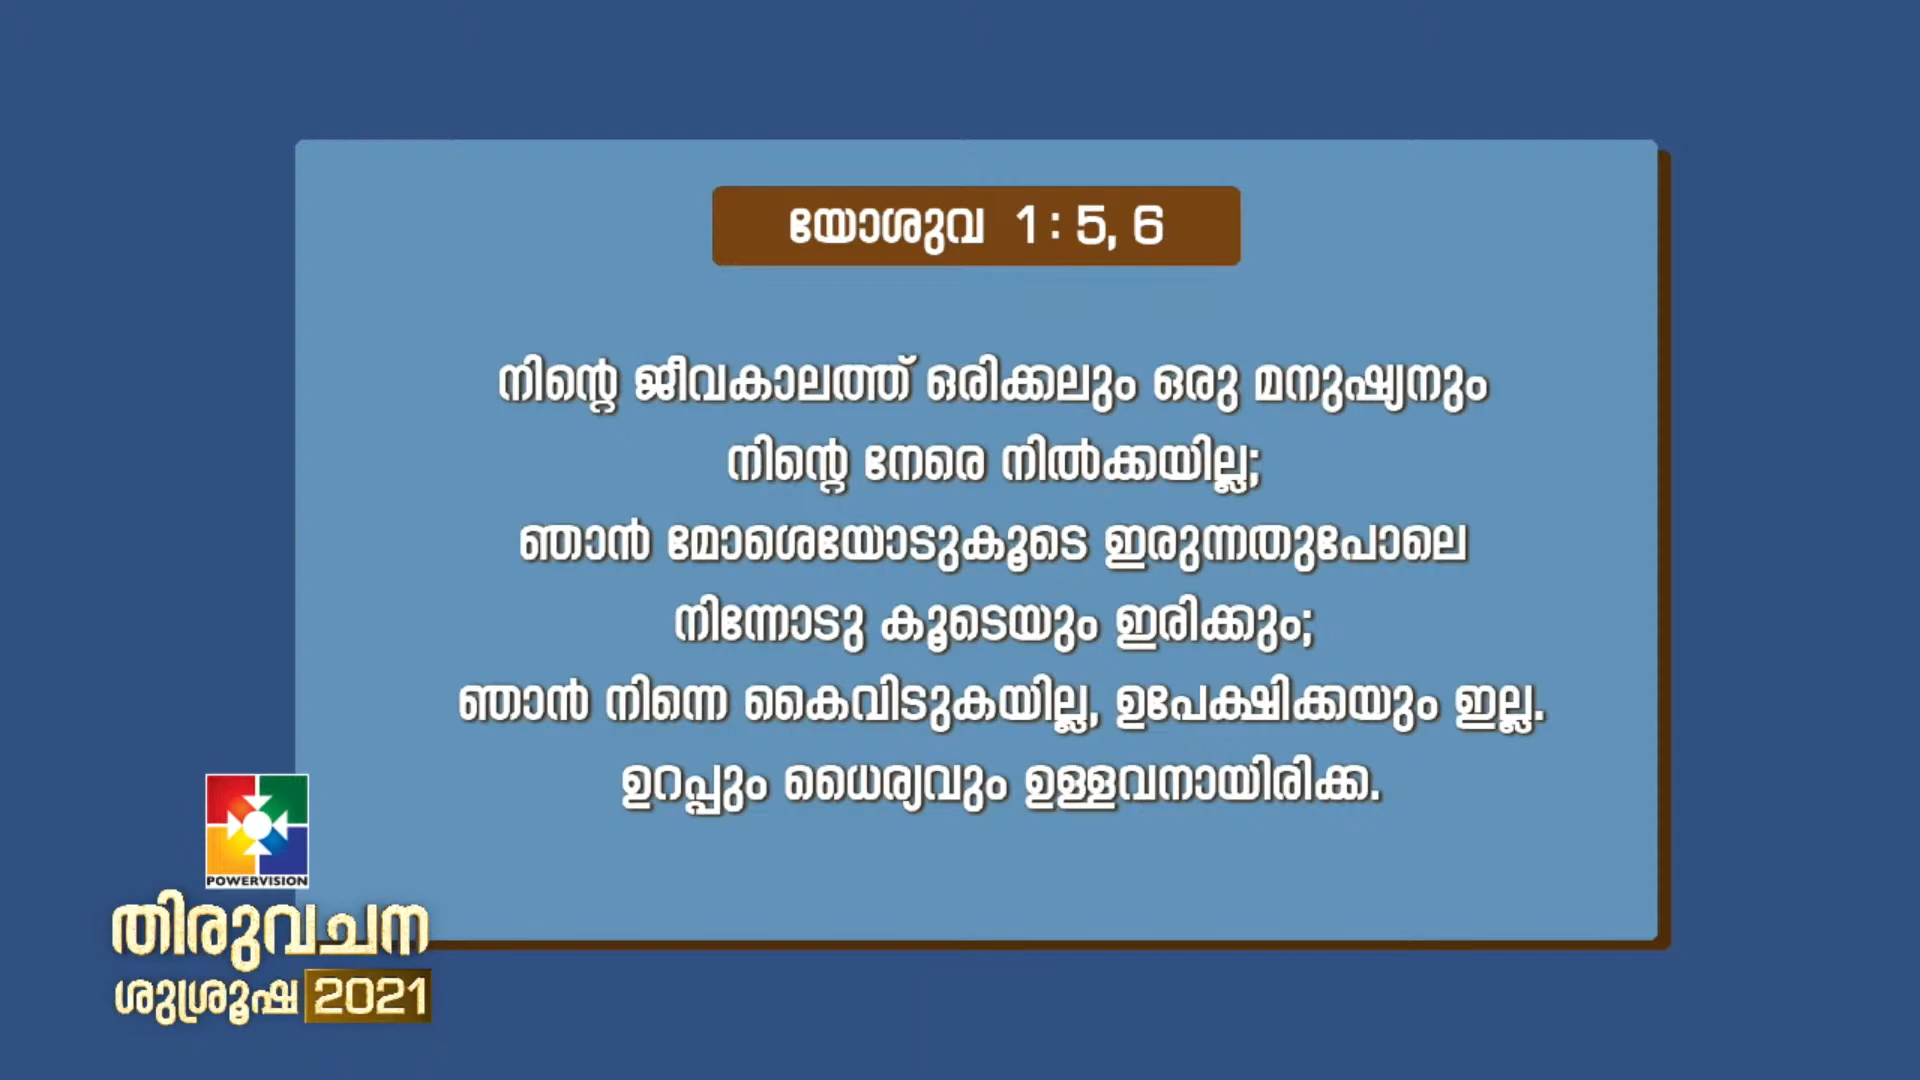 യോശുവ 1 : 5, 6
നിന്റെ ജീവകാലത്ത് ഒരിക്കലും ഒരു മനുഷ്യനും
നിന്റെ നേരെ നിൽക്കയില്ല;
ഞാൻ മോശെയോടുകൂടെ ഇരുന്നതുപോലെ
നിന്നോടു കൂടെയും ഇരിക്കും;
ഞാൻ നിന്നെ കൈവിടുകയില്ല, ഉപേക്ഷിക്കയും ഇല്ല.
ഉറപ്പും ധൈര്യവും ഉള്ളവനായിരിക്ക.
POWERVISION
തിരുവചന
ശുശ്രൂഷ 2021